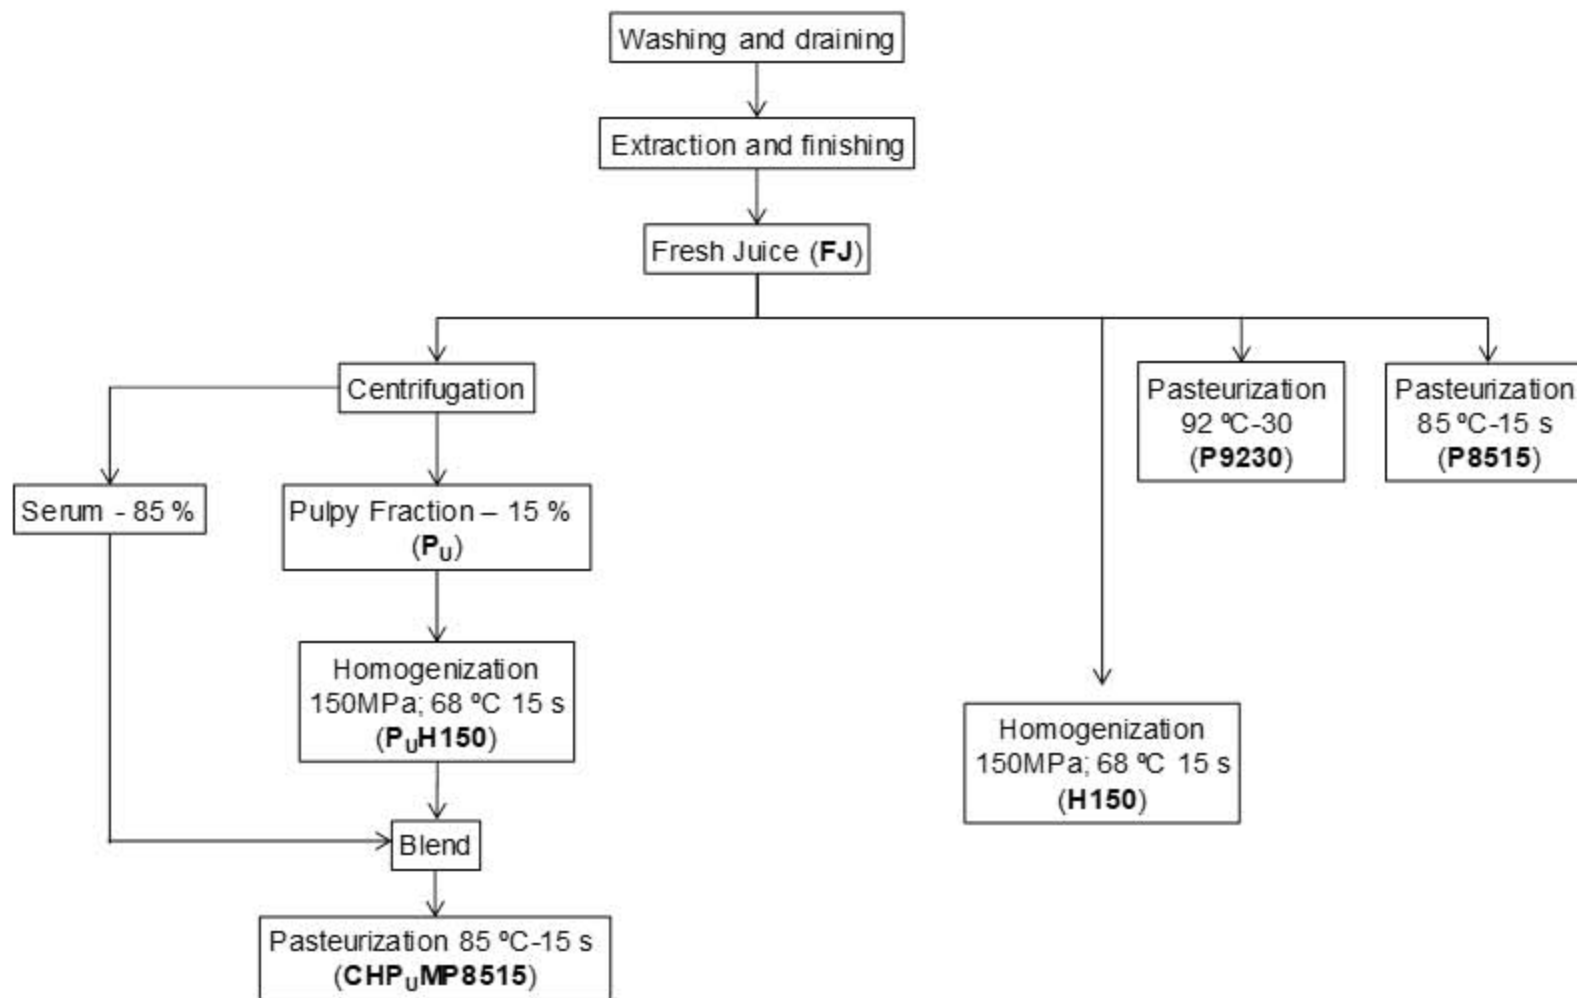 Washing and draining
Extraction and finishing
Fresh Juice (FJ)
Centrifugation
Pasteurization
92 ºC-30
(P9230)
Pasteurization
85 ºC-15 s
(P8515)
Serum - 85 %
Pulpy Fraction – 15 %
(PU)
Homogenization
150MPa; 68 ºC 15 s
(PUH150)
Homogenization
150MPa; 68 ºC 15 s
(H150)
Blend
Pasteurization 85 ºC-15 s
(CHPUMP8515)